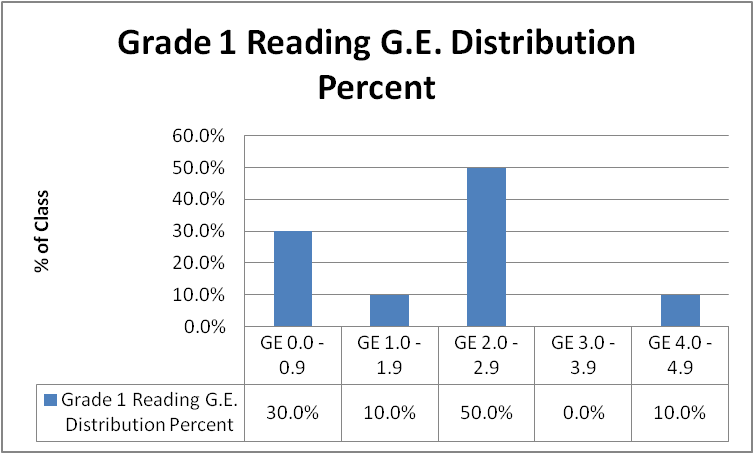 Grade 1 Reading G.E. Distribution
Percent
% of Class
60.0%
50.0%
40.0%
30.0%
20.0%
10.0%
0.0%
GE 0.0 - 0.9
GE 1.0 - 1.9
GE 2.0 - 2.9
GE 3.0 - 3.9
GE 4.0 - 4.9
Grade 1 Reading G.E.
Distribution Percent
30.0% 10.0% 50.0% 0.0% 10.0%